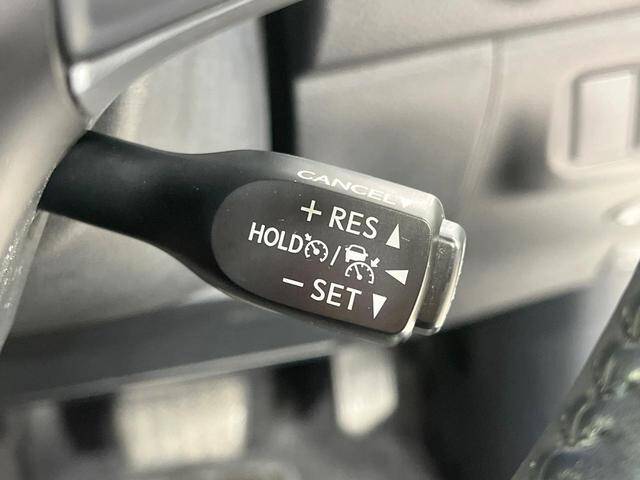 CANCEL
+ RES
HOLD /
− SET